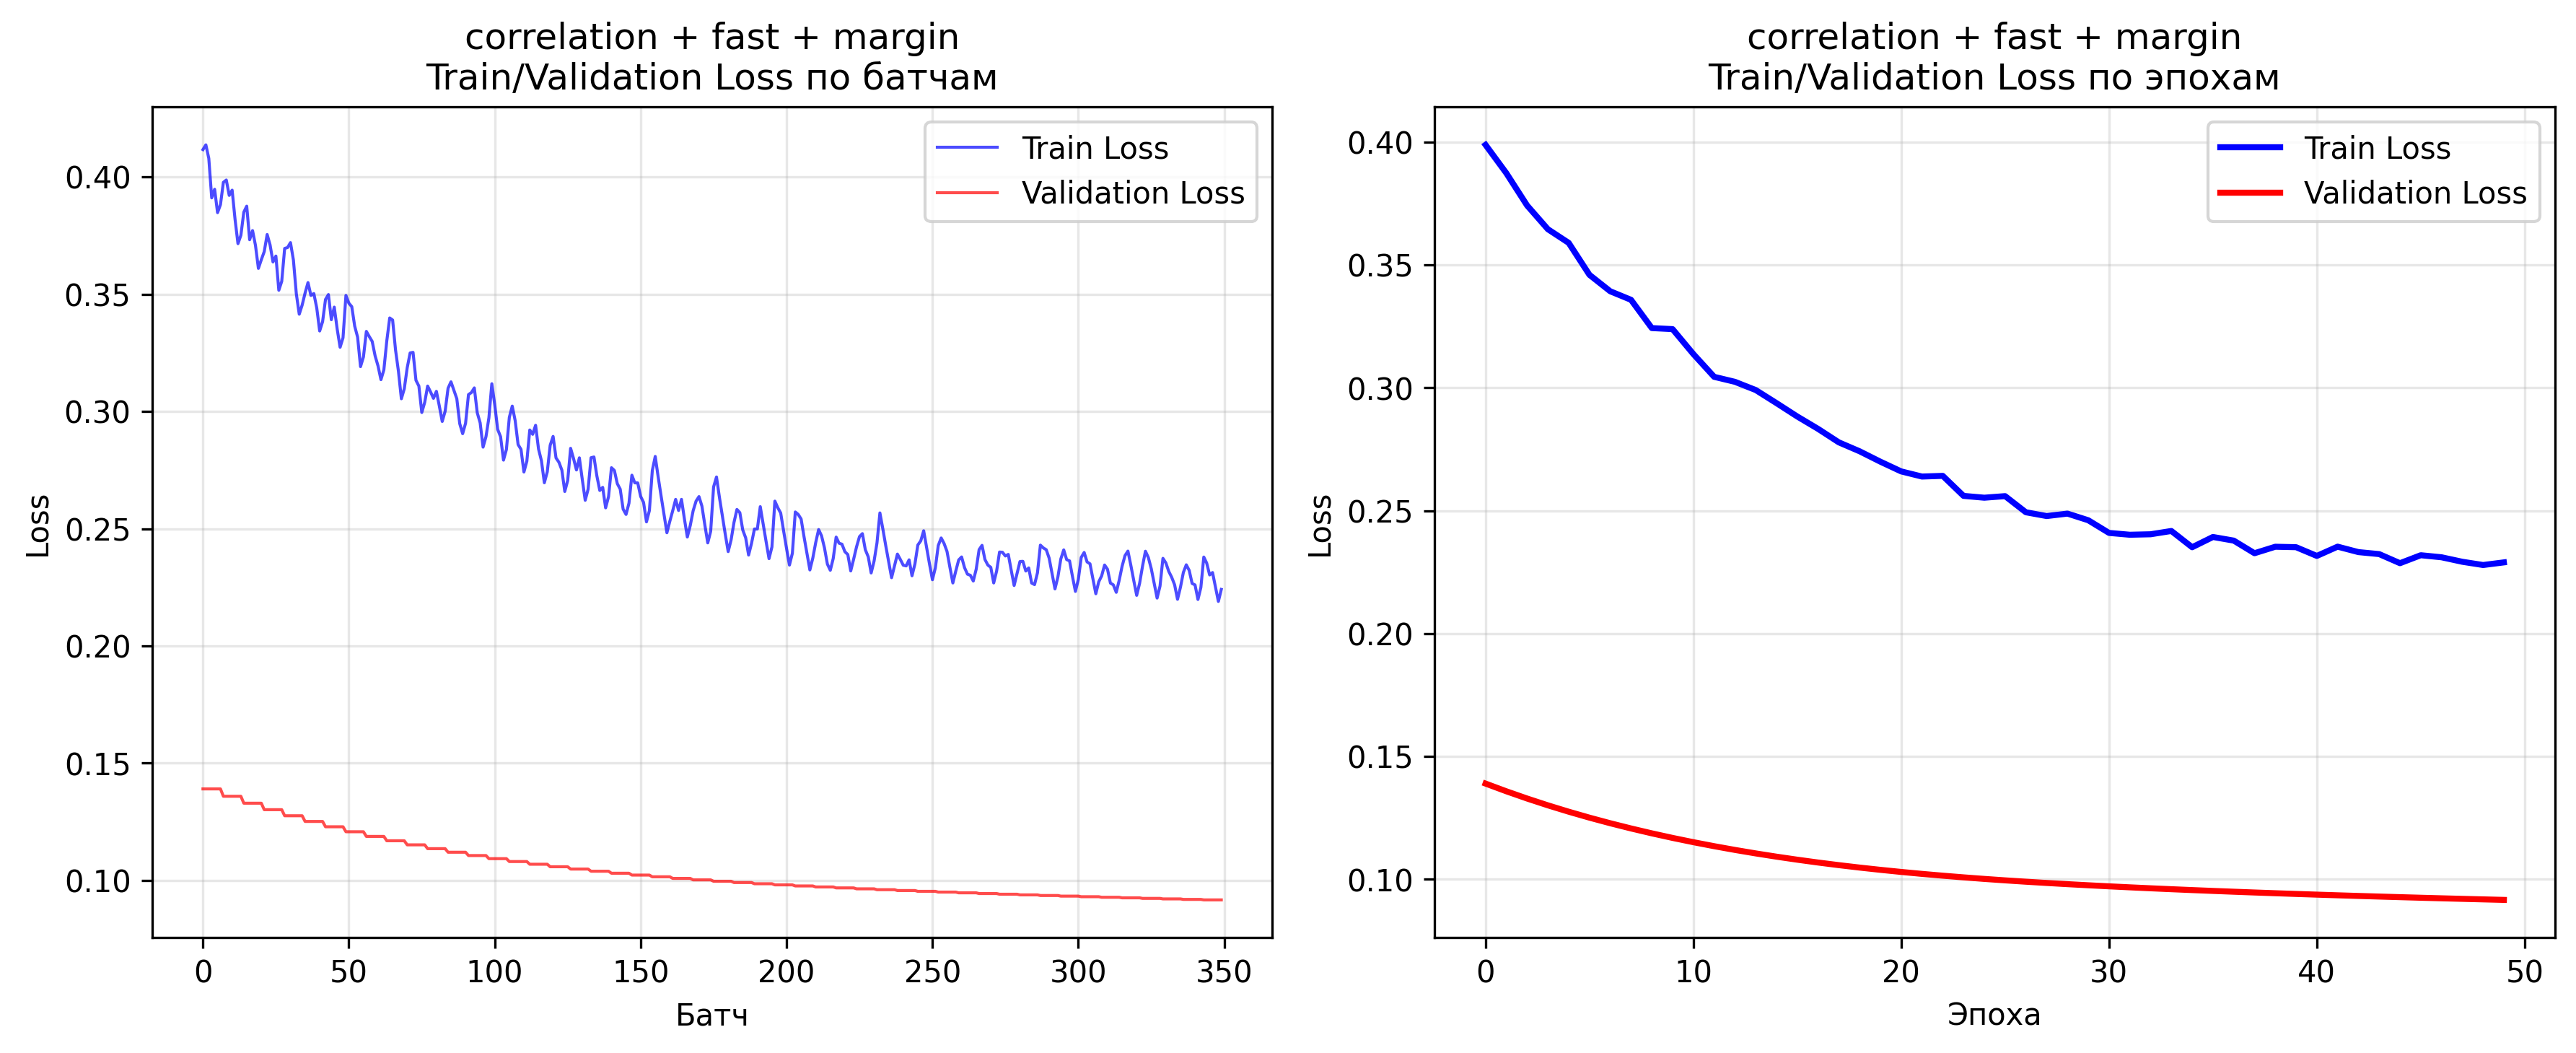 correlation + fast + margin
Train/Validation Loss по батчам
Train Loss
Validation Loss
0.40
0.35
0.30
0.25
0.20
0.15
0.10
Loss
0 50 100 150 200 250 300 350
Батч
correlation + fast + margin
Train/Validation Loss по эпохам
Train Loss
Validation Loss
0.40
0.35
0.30
0.25
0.20
0.15
0.10
Loss
0 10 20 30 40 50
Эпоха